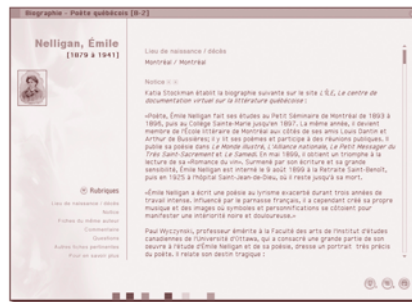 Biographie - Poète québécois [N-Z]
Nelligan, Émile
[1879 à 1941]
Lieu de naissance / décès
Montréal / Montréal
Notice
Katia Stockman établit la biographie suivante sur le site L'ÎLE, Le centre de
documentation virtuel sur la littérature québécoise :
«Poète, Émile Nelligan fait ses études au Petit Séminaire de Montréal de 1893 à
1896, puis au Collège Sainte-Marie jusqu'en 1897. La même année, il devient
membre de l'École littéraire de Montréal aux côtés de ses amis Louis Dantin et
Arthur de Bussières; il y lit ses poèmes et participe à des réunions publiques. Il
publie sa poésie dans Le Monde illustré, L'Alliance nationale, Le Petit Messager du
Très Saint-Sacrement et Le Samedi. En mai 1899, il obtient un triomphe à la
lecture de sa «Romance du vin». Surmené par son écriture et sa grande
sensibilité, Émile Nelligan est interné le 9 août 1899 à la Retraite Saint-Benoît,
puis en 1925 à l'hôpital Saint-Jean-de-Dieu, où il reste jusqu'à sa mort.
«Émile Nelligan a écrit une poésie au lyrisme exacerbé durant trois années de
travail intense. Influencé par le parnasse français, il a cependant créé sa propre
musique et des images où symboles et personnifications se côtoient pour
manifester une intériorité noire et douloureuse.»
Paul Wyczynski, professeur émérite à la Faculté des arts de l'Institut d'études
canadiennes de l'Université d'Ottawa, qui a consacré une grande partie de son
oeuvre à l'étude d'Émile Nelligan et de sa poésie, dresse un portrait très précis
du poète. Il relate son destin tragique :
Rubriques
Lieu de naissance / décès
Notice
Fiches du même auteur
Commentaire
Questions
Autres fiches pertinentes
Pour en savoir plus